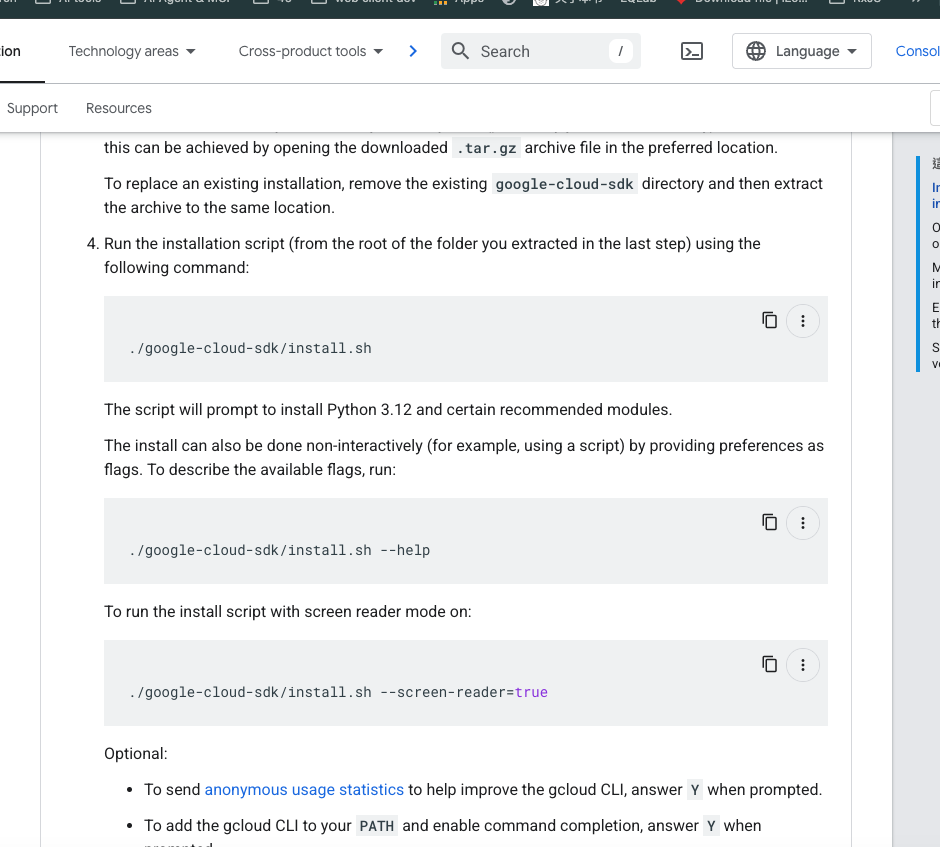 Apps
tion
Technology areas
Cross-product tools
Search
/
Language
Consol
Support
Resources
this can be achieved by opening the downloaded .tar.gz archive file in the preferred location.
To replace an existing installation, remove the existing google-cloud-sdk directory and then extract
the archive to the same location.
4. Run the installation script (from the root of the folder you extracted in the last step) using the
following command:
./google-cloud-sdk/install.sh
The script will prompt to install Python 3.12 and certain recommended modules.
The install can also be done non-interactively (for example, using a script) by providing preferences as
flags. To describe the available flags, run:
./google-cloud-sdk/install.sh --help
To run the install script with screen reader mode on:
./google-cloud-sdk/install.sh --screen-reader=true
Optional:
• To send anonymous usage statistics to help improve the gcloud CLI, answer Y when prompted.
• To add the gcloud CLI to your PATH and enable command completion, answer Y when
prompted.